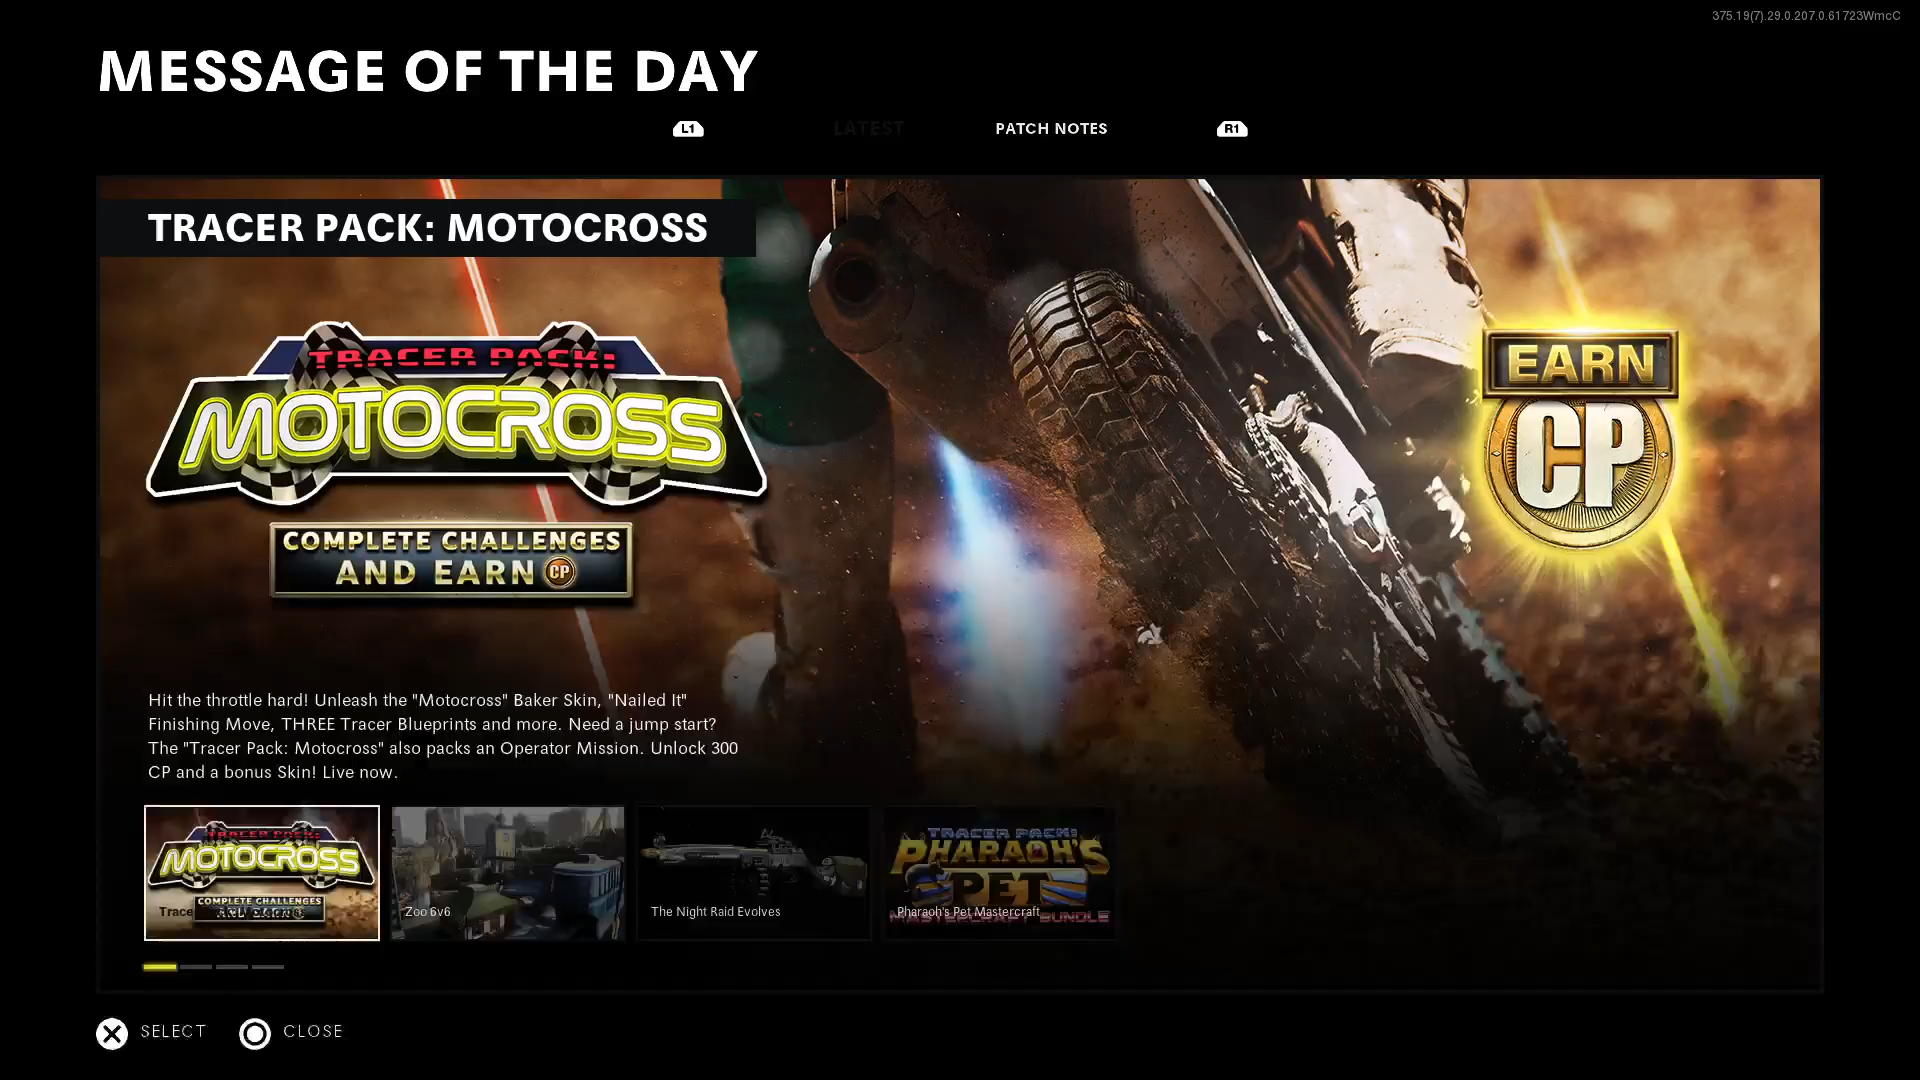 375.19(7).29.0.207.0.61723WmcC
MESSAGE OF THE DAY
L1
LATEST
PATCH NOTES
R1
TRACER PACK: MOTOCROSS
TRACER PACK:
MOTOCROSS
COMPLETE CHALLENGES
AND EARN CP
EARN
CP
Hit the throttle hard! Unleash the "Motocross" Baker Skin, "Nailed It"
Finishing Move, THREE Tracer Blueprints and more. Need a jump start?
The "Tracer Pack: Motocross" also packs an Operator Mission. Unlock 300
CP and a bonus Skin! Live now.
TRACER PACK:
MOTOCROSS
COMPLETE CHALLENGES
AND EARN
Zoo 6v6
The Night Raid Evolves
TRACER PACK:
PHARAOH'S
PET
MASTERCRAFT BUNDLE
Pharaoh's Pet Mastercraft
SELECT
CLOSE